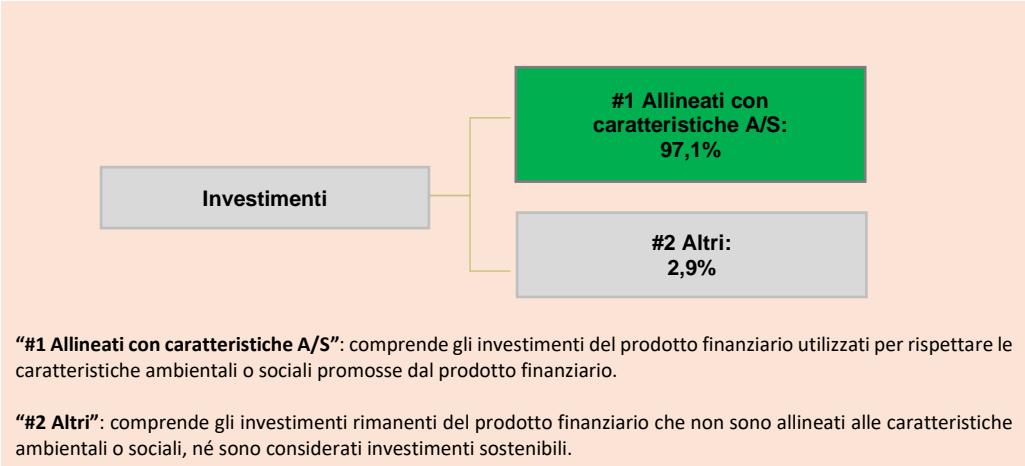 #1 Allineati con
caratteristiche A/S:
97,1%
Investimenti
#2 Altri:
2,9%
“#1 Allineati con caratteristiche A/S”: comprende gli investimenti del prodotto finanziario utilizzati per rispettare le
caratteristiche ambientali o sociali promosse dal prodotto finanziario.
“#2 Altri”: comprende gli investimenti rimanenti del prodotto finanziario che non sono allineati alle caratteristiche
ambientali o sociali, né sono considerati investimenti sostenibili.